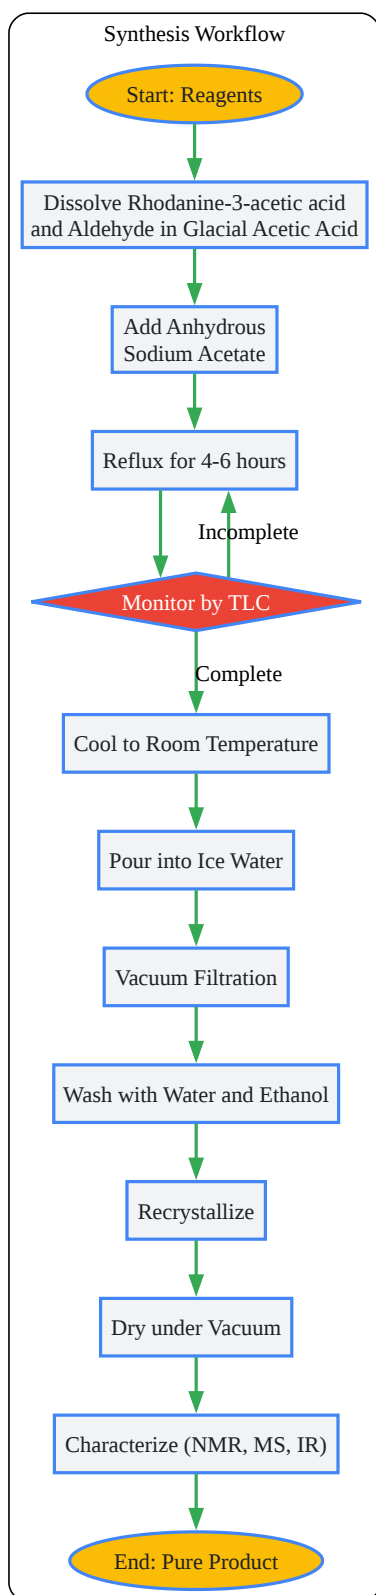 Synthesis Workflow
Start: Reagents
Dissolve Rhodanine-3-acetic acid
and Aldehyde in Glacial Acetic Acid
Add Anhydrous
Sodium Acetate
Reflux for 4-6 hours
Incomplete
Monitor by TLC
Complete
Cool to Room Temperature
Pour into Ice Water
Vacuum Filtration
Wash with Water and Ethanol
Recrystallize
Dry under Vacuum
Characterize (NMR, MS, IR)
End: Pure Product